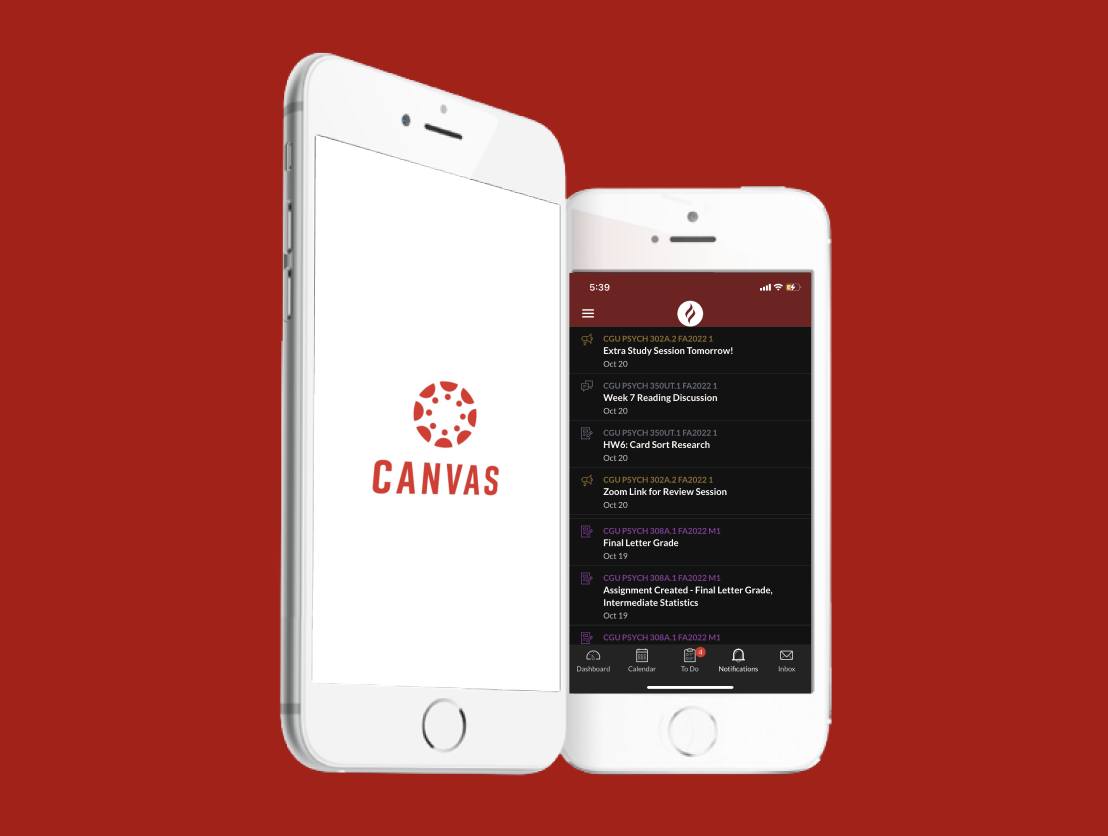 CANVAS
5:39
CGU PSYCH 302A.2 FA2022 1
Extra Study Session Tomorrow!
Oct 20
CGU PSYCH 350UT.1 FA2022 1
Week 7 Reading Discussion
Oct 20
CGU PSYCH 350UT.1 FA2022 1
HW6: Card Sort Research
Oct 20
CGU PSYCH 302A.2 FA2022 1
Zoom Link for Review Session
Oct 20
CGU PSYCH 308A.1 FA2022 M1
Final Letter Grade
Oct 19
CGU PSYCH 308A.1 FA2022 M1
Assignment Created - Final Letter Grade,
Intermediate Statistics
Oct 19
CGU PSYCH 308A.1 FA2022 M1
4
Dashboard Calendar To Do Notifications Inbox